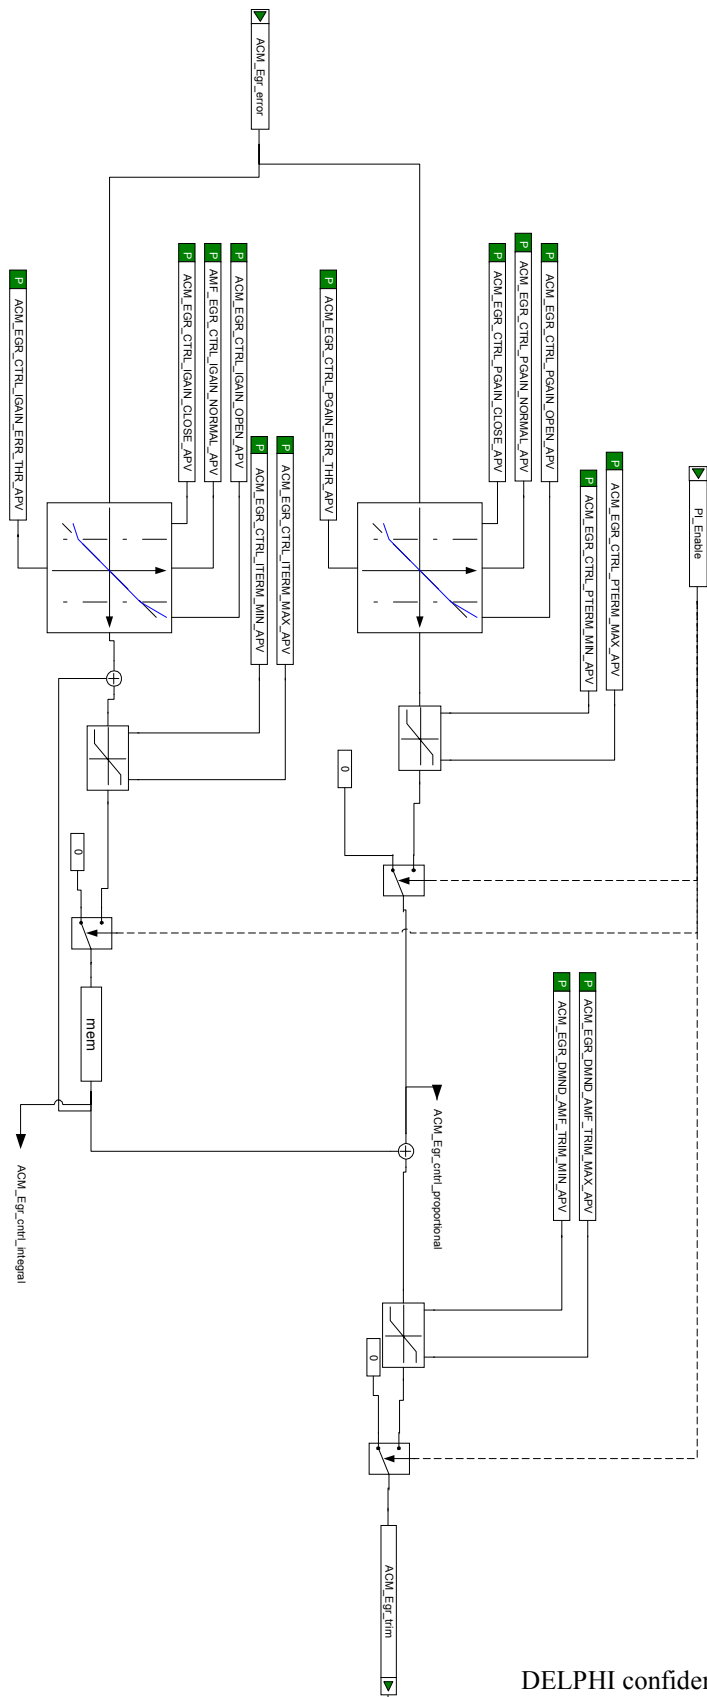 ACM_Egr_error
P ACM_EGR_CTRL_PGAIN_OPEN_APV
P ACM_EGR_CTRL_PGAIN_NORMAL_APV
P ACM_EGR_CTRL_PGAIN_CLOSE_APV
P ACM_EGR_CTRL_PGAIN_ERR_THR_APV
P ACM_EGR_CTRL_IGAIN_OPEN_APV
P AMF_EGR_CTRL_IGAIN_NORMAL_APV
P ACM_EGR_CTRL_IGAIN_CLOSE_APV
P ACM_EGR_CTRL_IGAIN_ERR_THR_APV
PI_Enable
P ACM_EGR_CTRL_PTERM_MAX_APV
P ACM_EGR_CTRL_PTERM_MIN_APV
P ACM_EGR_CTRL_ITERM_MAX_APV
P ACM_EGR_CTRL_ITERM_MIN_APV
0
0
mem
P ACM_EGR_DMND_AMF_TRIM_MAX_APV
P ACM_EGR_DMND_AMF_TRIM_MIN_APV
ACM_Egr_cntrl_proportional
ACM_Egr_cntrl_integral
0
ACM_Egr_trim
DELPHI confiden